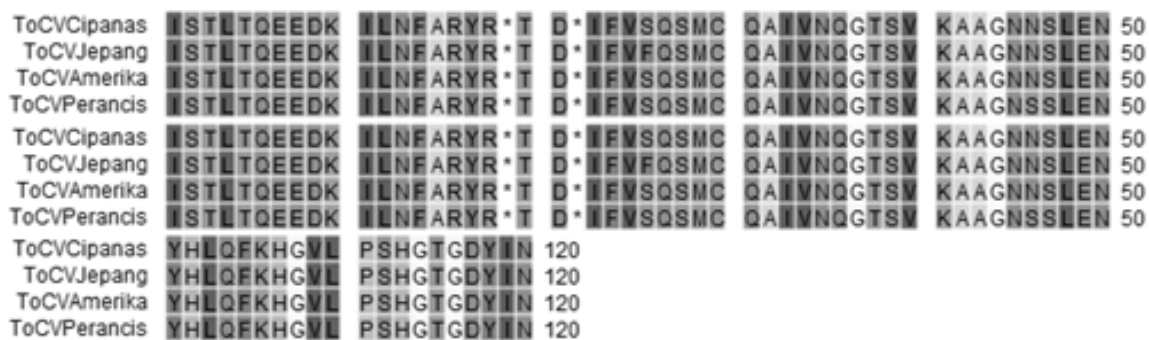 ToCVCipanas ISTLTQEEDK ILNFARYR*T D*IFVSQSMC QAIVNQGTSV KAAGNNSLEN 50
ToCVJepang ISTLTQEEDK ILNFARYR*T D*IFVFQSMC QAIVNQGTSV KAAGNNSLEN 50
ToCVAmerika ISTLTQEEDK ILNFARYR*T D*IFVSQSMC QAIVNQGTSV KAAGNNSLEN 50
ToCVPerancis ISTLTQEEDK ILNFARYR*T D*IFVSQSMC QAIVNQGTSV KAAGNSSLEN 50
ToCVCipanas ISTLTQEEDK ILNFARYR*T D*IFVSQSMC QAIVNQGTSV KAAGNNSLEN 50
ToCVJepang ISTLTQEEDK ILNFARYR*T D*IFVFQSMC QAIVNQGTSV KAAGNNSLEN 50
ToCVAmerika ISTLTQEEDK ILNFARYR*T D*IFVSQSMC QAIVNQGTSV KAAGNNSLEN 50
ToCVPerancis ISTLTQEEDK ILNFARYR*T D*IFVSQSMC QAIVNQGTSV KAAGNSSLEN 50
ToCVCipanas YHLQFKHGVL PSHGTGDYIN 120
ToCVJepang YHLQFKHGVL PSHGTGDYIN 120
ToCVAmerika YHLQFKHGVL PSHGTGDYIN 120
ToCVPerancis YHLQFKHGVL PSHGTGDYIN 120